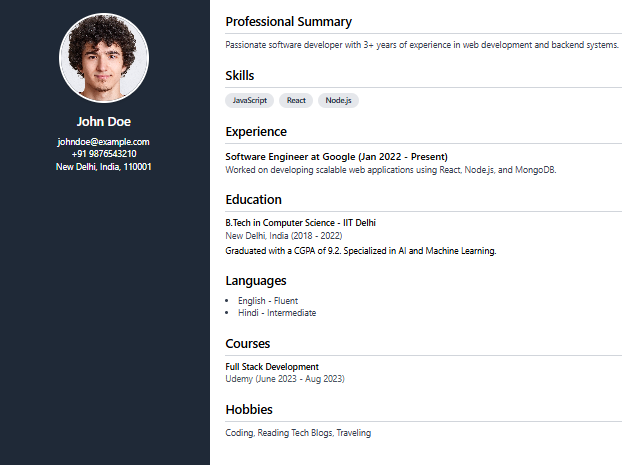 John Doe
johndoe@example.com
+91 9876543210
New Delhi, India, 110001
Professional Summary
Passionate software developer with 3+ years of experience in web development and backend systems.
Skills
JavaScript React Node.js
Experience
Software Engineer at Google (Jan 2022 - Present)
Worked on developing scalable web applications using React, Node.js, and MongoDB.
Education
B.Tech in Computer Science - IIT Delhi
New Delhi, India (2018 - 2022)
Graduated with a CGPA of 9.2. Specialized in AI and Machine Learning.
Languages
• English - Fluent
• Hindi - Intermediate
Courses
Full Stack Development
Udemy (June 2023 - Aug 2023)
Hobbies
Coding, Reading Tech Blogs, Traveling